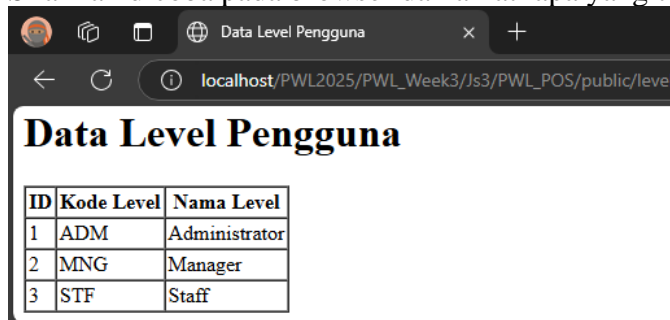 Data Level Pengguna
localhost/PWL2025/PWL_Week3/Js3/PWL_POS/public/leve
Data Level Pengguna
ID Kode Level Nama Level
1 ADM Administrator
2 MNG Manager
3 STF Staff